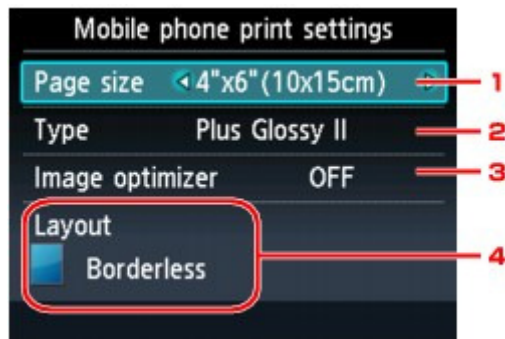 Mobile phone print settings
Page size 4"x6"(10x15cm) 1
Type Plus Glossy II 2
Image optimizer OFF 3
Layout
Borderless 4